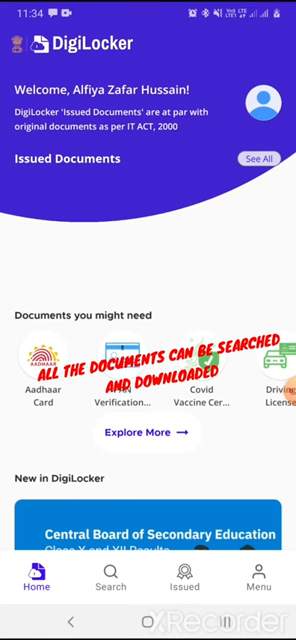 11:34
DigiLocker
Welcome, Alfiya Zafar Hussain!
DigiLocker 'Issued Documents' are at par with
original documents as per IT ACT, 2000
Issued Documents
See All
Documents you might need
AADHAAR
ALL THE DOCUMENTS CAN BE SEARCHED
AND DOWNLOADED
Aadhaar
Card
Verification...
Covid
Vaccine Cer...
Driving
License
Explore More →
New in DigiLocker
Central Board of Secondary Education
Class X and XII Results
Home
Search
Issued
Menu
XRecorder